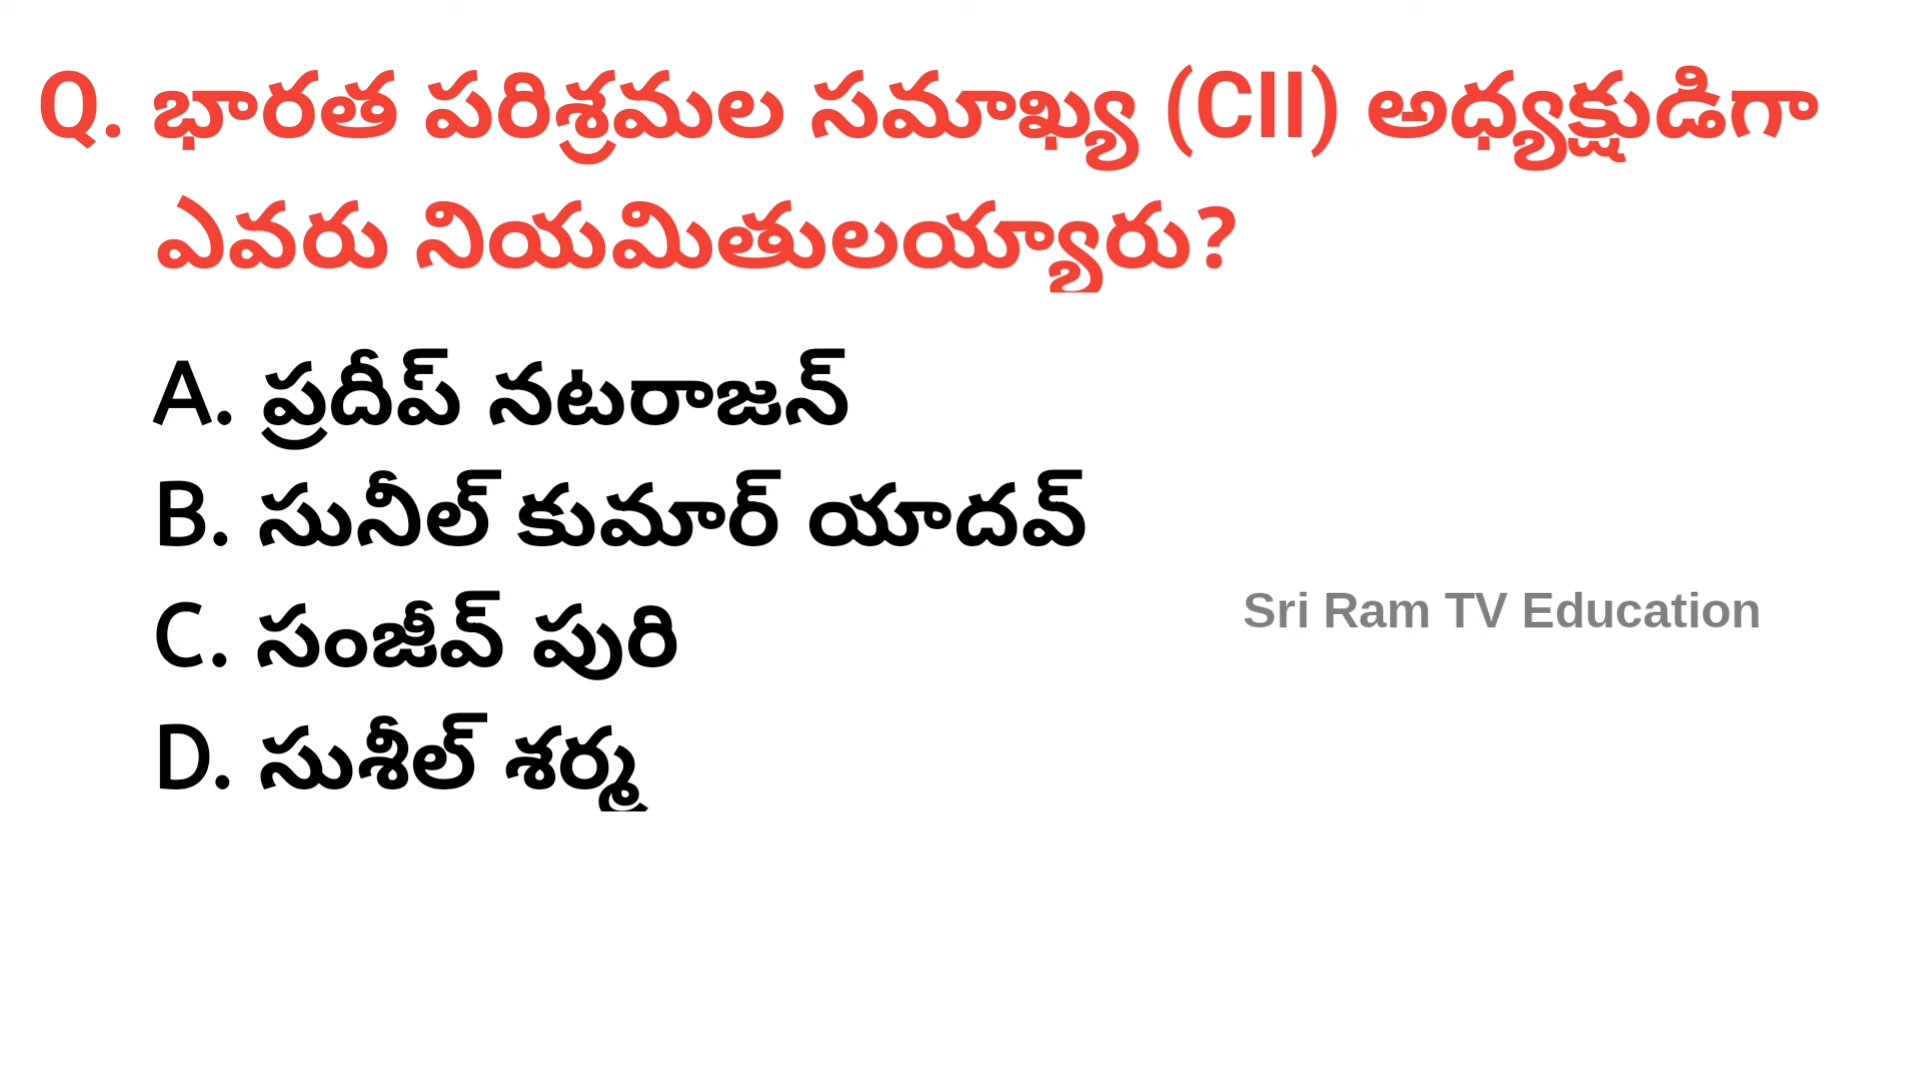 Q. భారత పరిశ్రమల సమాఖ్య (CII) అధ్యక్షుడిగా
ఎవరు నియమితులయ్యారు?
A. ప్రదీప్ నటరాజన్
B. సునీల్ కుమార్ యాదవ్
C. సంజీవ్ పురి
D. సుశీల్ శర్మ
Sri Ram TV Education